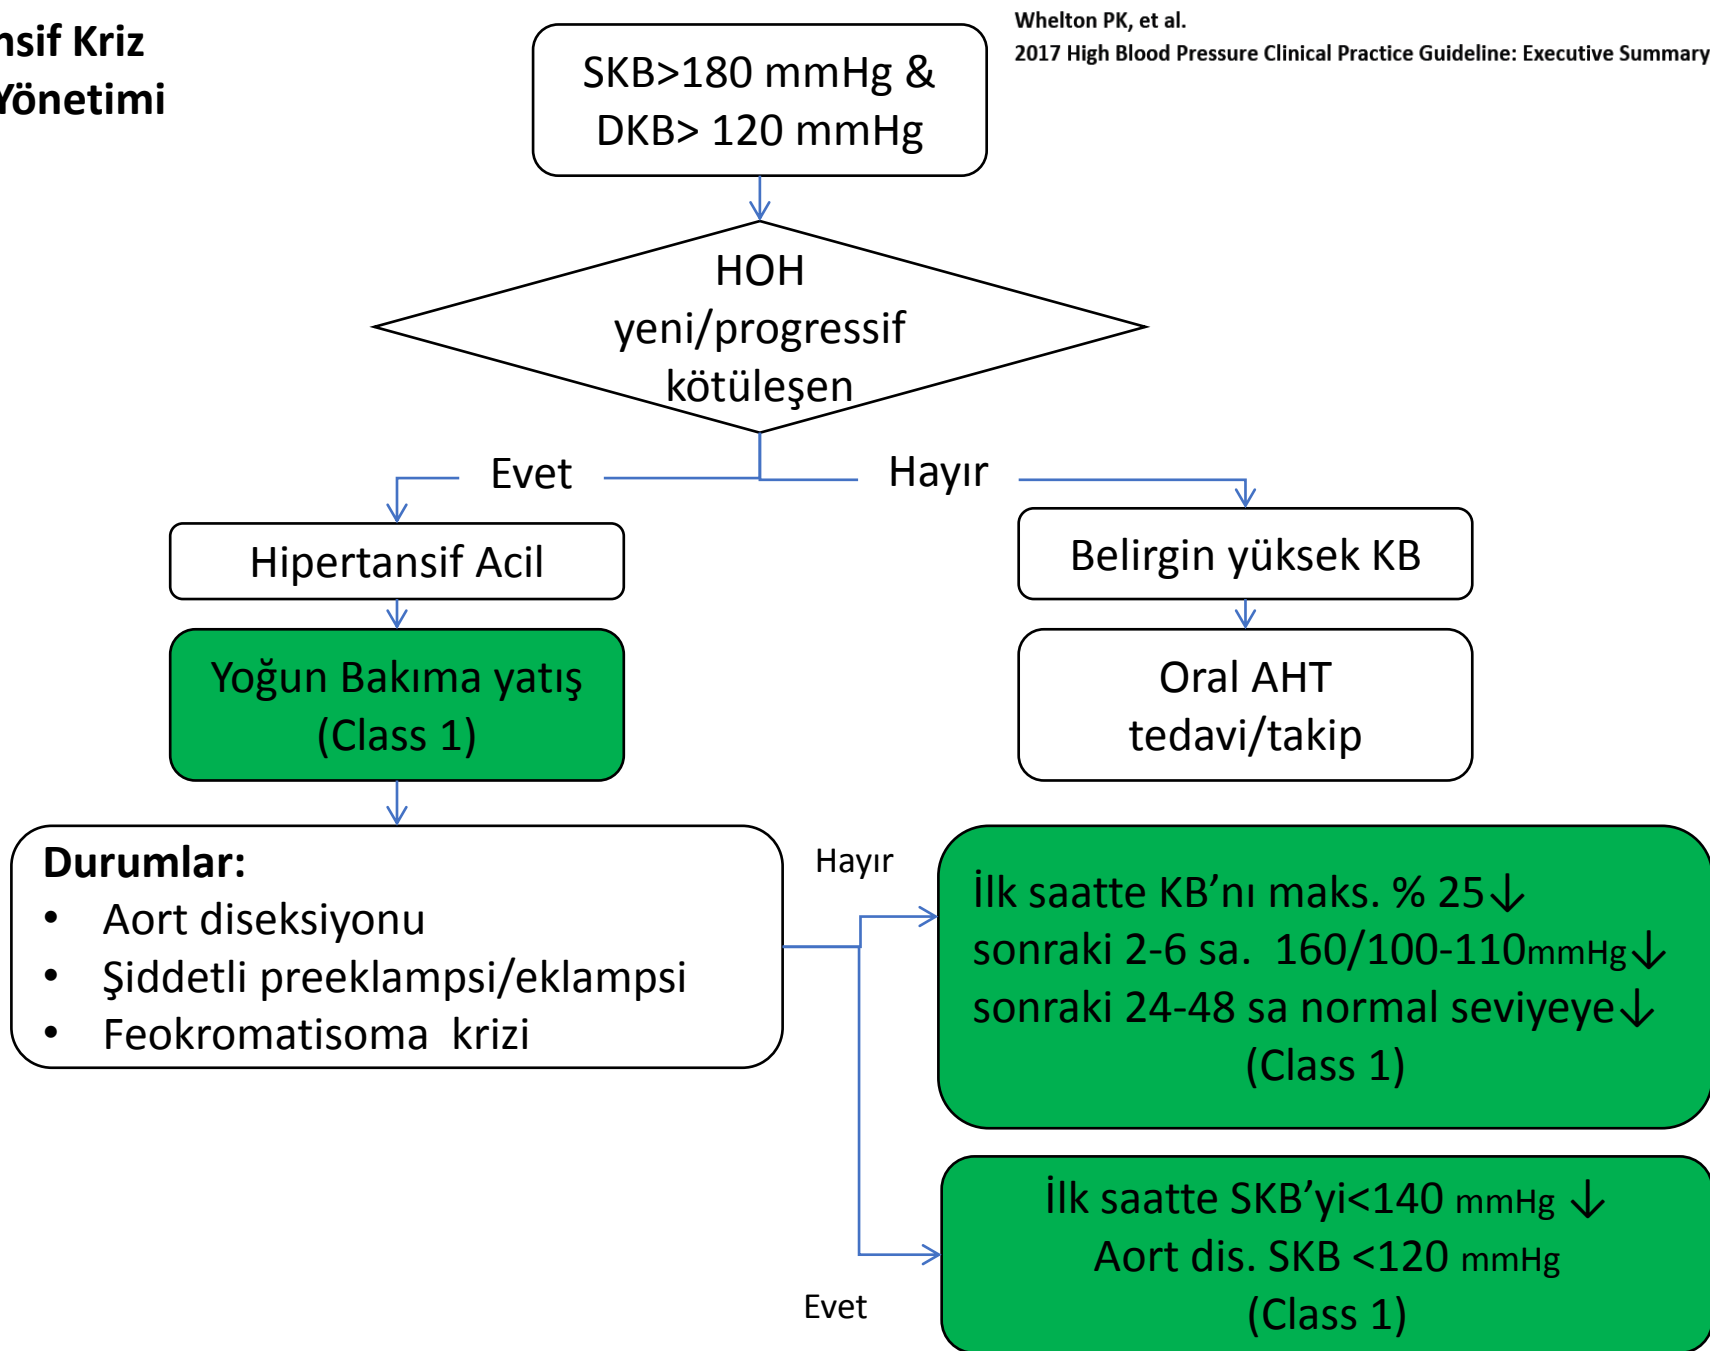 nsif Kriz
Yönetimi
Whelton PK, et al.
2017 High Blood Pressure Clinical Practice Guideline: Executive Summary
SKB>180 mmHg &
DKB> 120 mmHg
HOH
yeni/progressif
kötüleşen
Evet
Hayır
Hipertansif Acil
Belirgin yüksek KB
Yoğun Bakıma yatış
(Class 1)
Oral AHT
tedavi/takip
Durumlar:
• Aort diseksiyonu
• Şiddetli preeklampsi/eklampsi
• Feokromatisoma krizi
Hayır
İlk saatte KB’nı maks. % 25↓
sonraki 2-6 sa. 160/100-110mmHg↓
sonraki 24-48 sa normal seviyeye↓
(Class 1)
Evet
İlk saatte SKB’yi<140 mmHg ↓
Aort dis. SKB <120 mmHg
(Class 1)